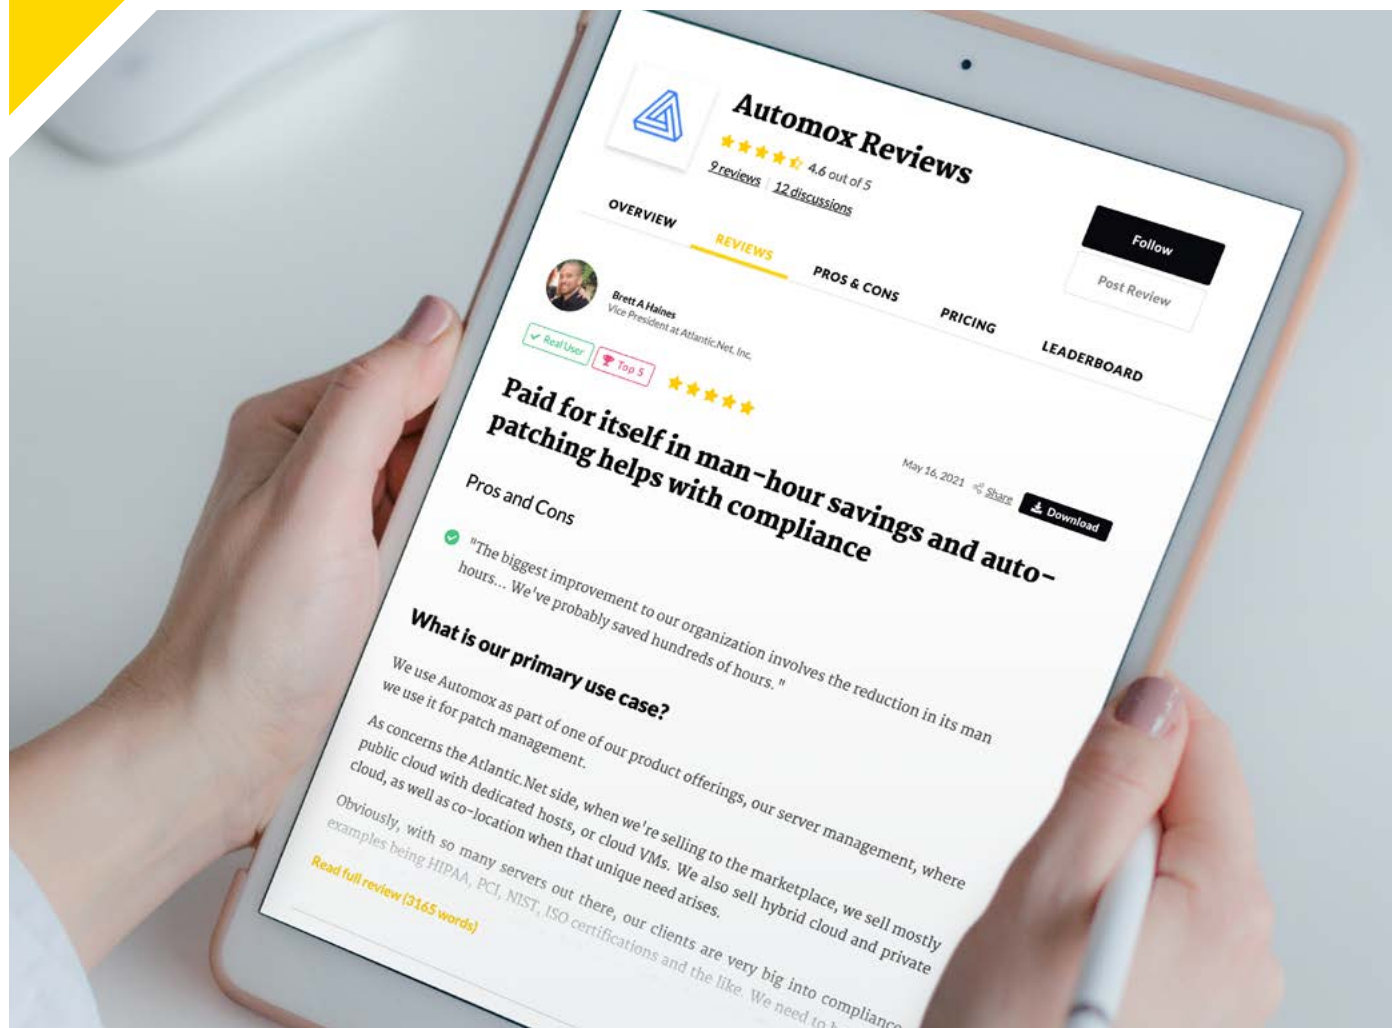 Automox Reviews
4.6 out of 5
9 reviews | 12 discussions
Follow
Post Review
OVERVIEW
REVIEWS
PROS & CONS
PRICING
LEADERBOARD
Brett A Haines
Vice President at Atlantic.Net, Inc.
Real User
Top 5
May 16, 2021
Share
Download
Paid for itself in man-hour savings and auto-
patching helps with compliance
Pros and Cons
"The biggest improvement to our organization involves the reduction in its man
hours... We've probably saved hundreds of hours."
What is our primary use case?
We use Automox as part of one of our product offerings, our server management, where
we use it for patch management.
As concerns the Atlantic.Net side, when we're selling to the marketplace, we sell mostly
public cloud with dedicated hosts, or cloud VMs. We also sell hybrid cloud and private
cloud, as well as co-location when that unique need arises.
Obviously, with so many servers out there, our clients are very big into compliance
examples being HIPAA, PCI, NIST, ISO certifications and the like. We need to
Read full review (3165 words)